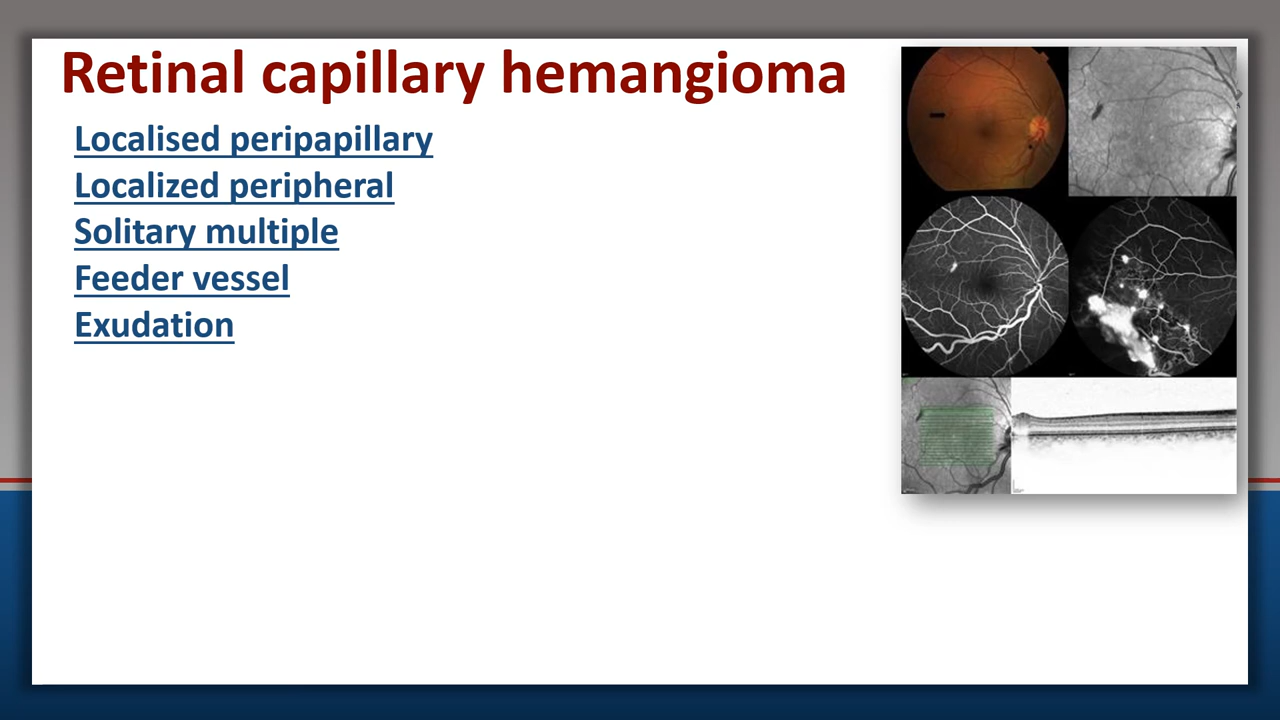 Retinal capillary hemangioma
Localised peripapillary
Localized peripheral
Solitary multiple
Feeder vessel
Exudation